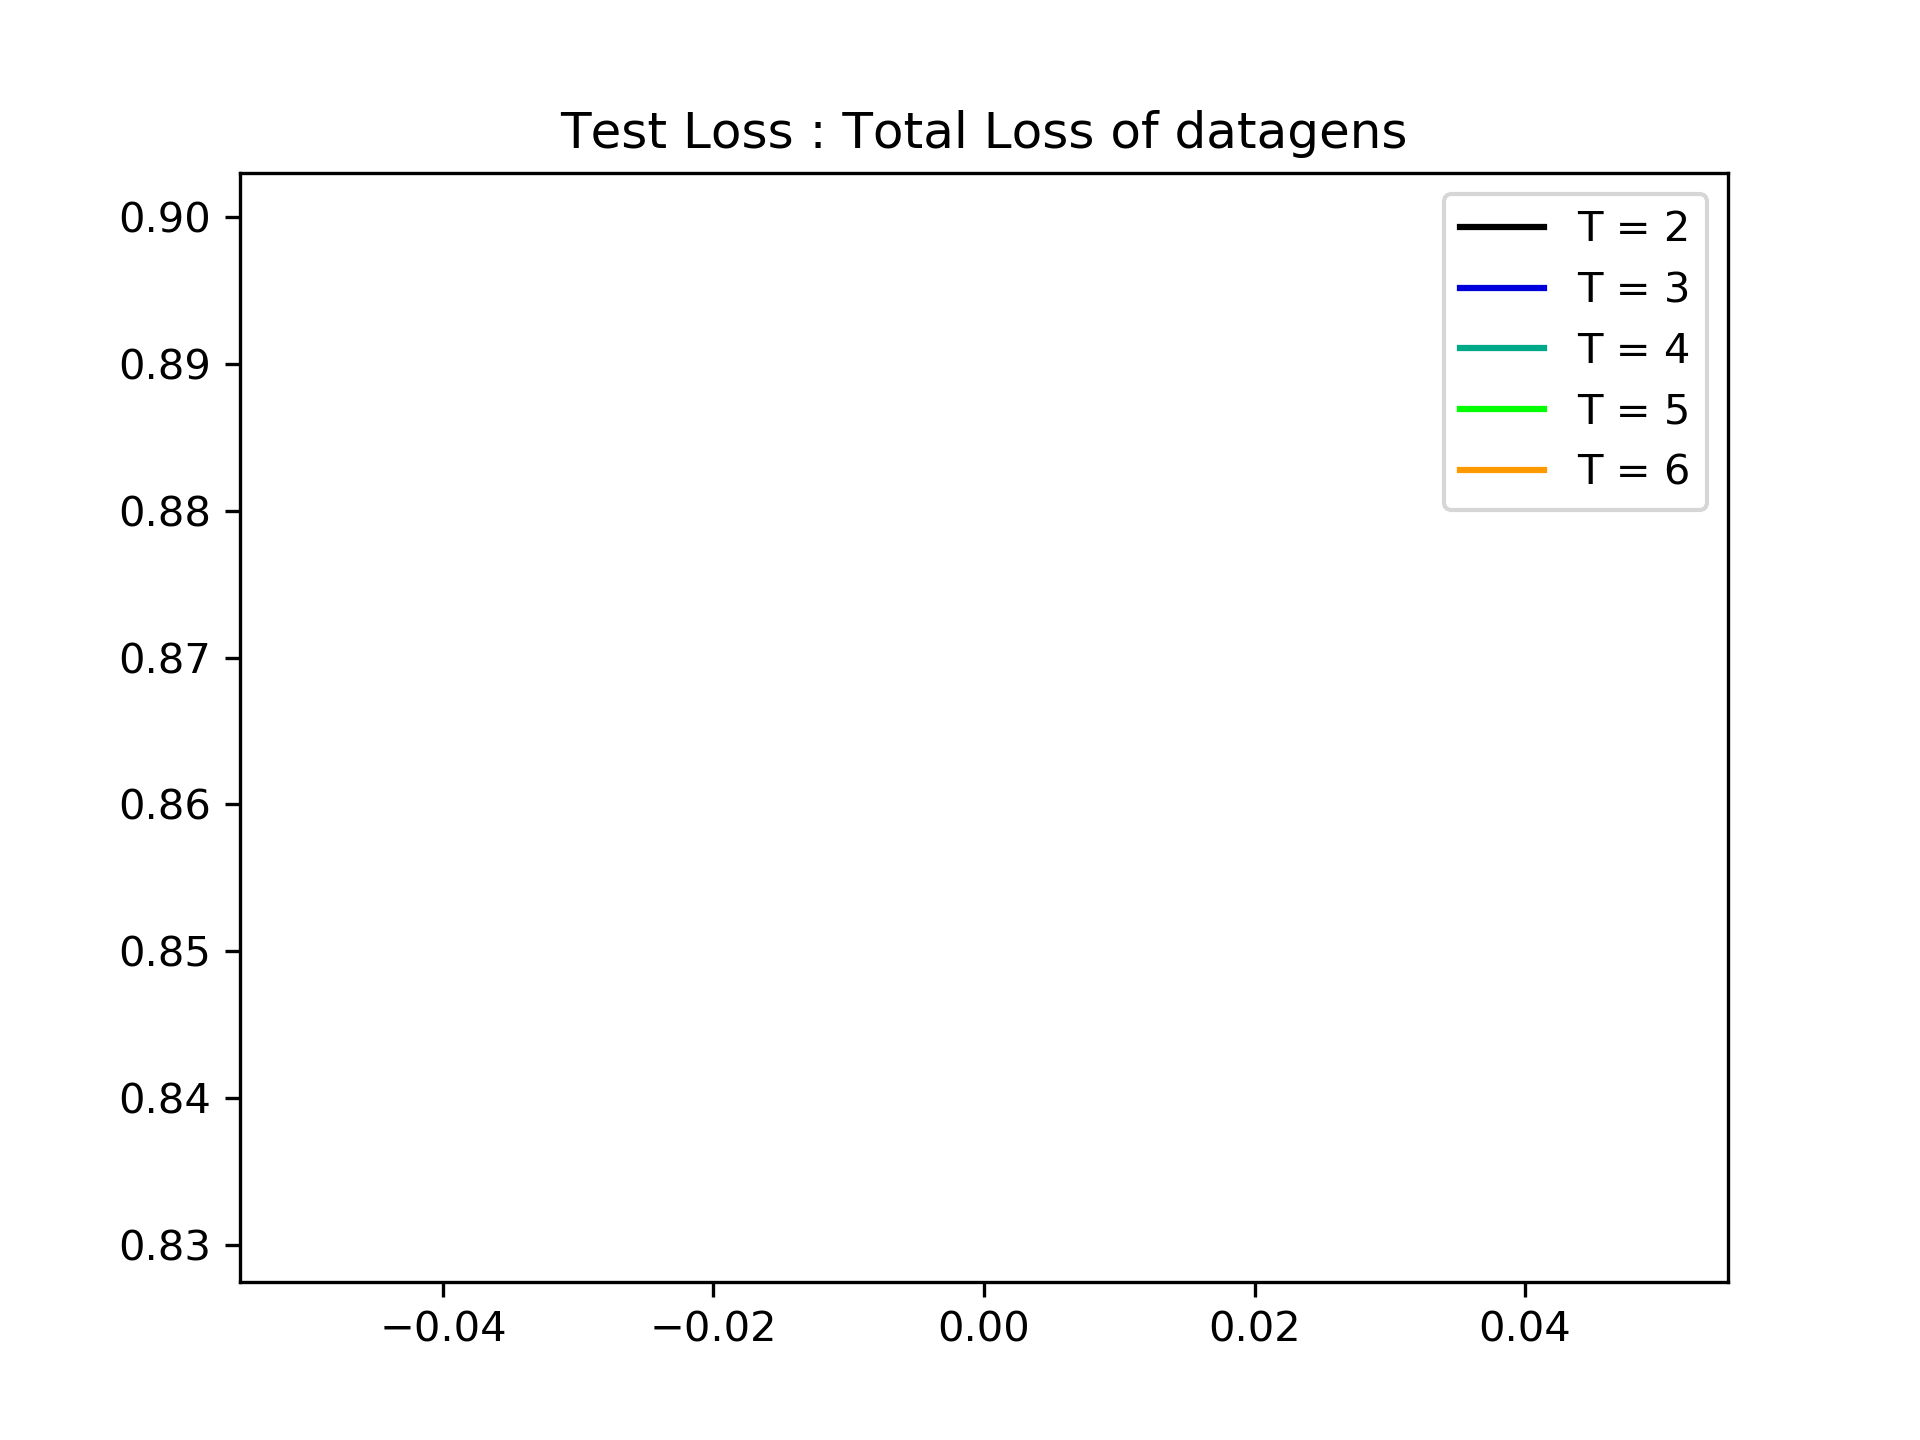 Test Loss : Total Loss of datagens
0.90
0.89
0.88
0.87
0.86
0.85
0.84
0.83
T = 2
T = 3
T = 4
T = 5
T = 6
−0.04
−0.02
0.00
0.02
0.04